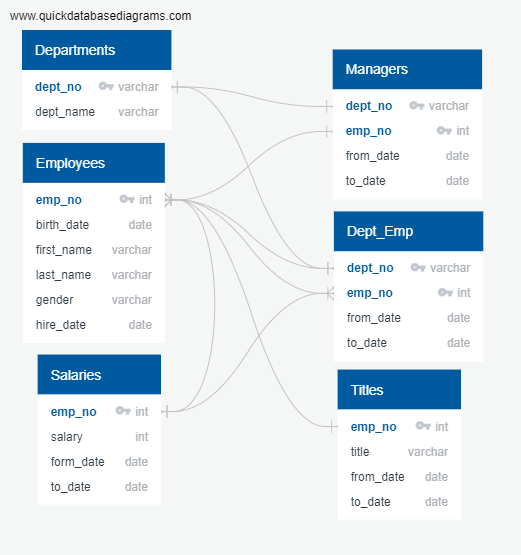 www.quickdatabasediagrams.com
Departments
dept_no varchar
dept_name varchar
Employees
emp_no int
birth_date date
first_name varchar
last_name varchar
gender varchar
hire_date date
Salaries
emp_no int
salary int
form_date date
to_date date
Managers
dept_no varchar
emp_no int
from_date date
to_date date
Dept_Emp
dept_no varchar
emp_no int
from_date date
to_date date
Titles
emp_no int
title varchar
from_date date
to_date date